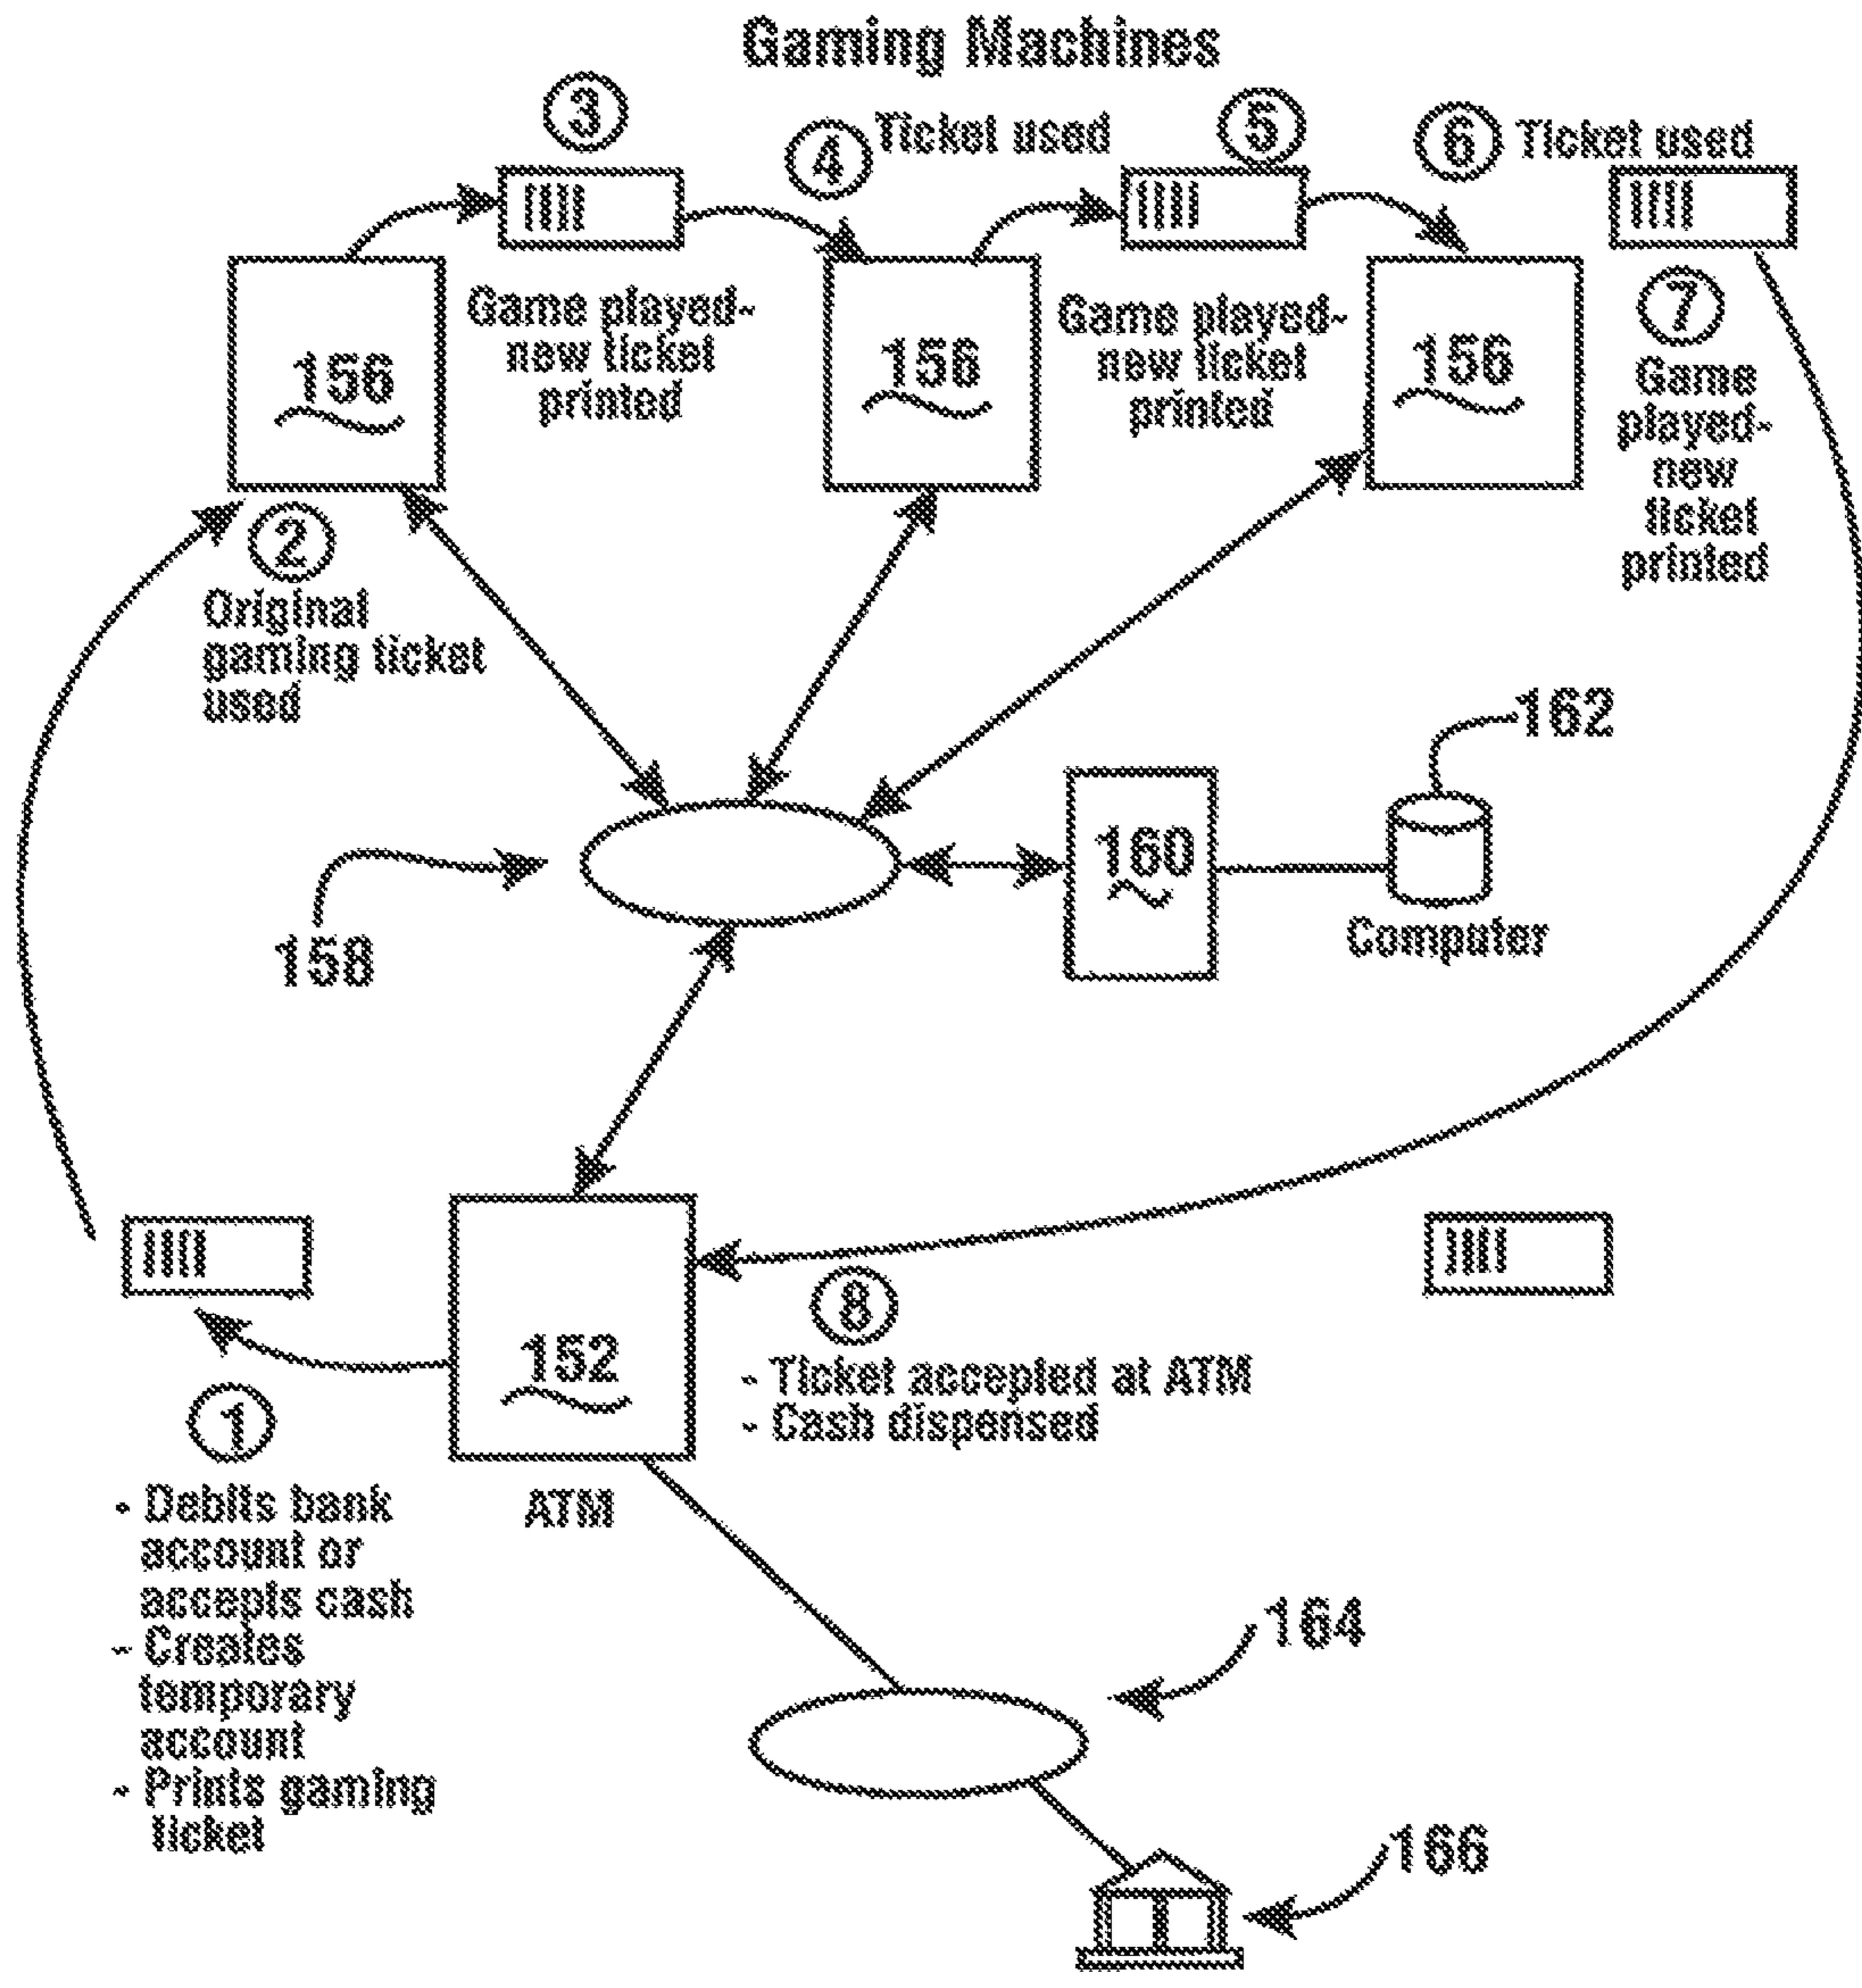 Gaming Machines
3
4 Ticket used
5
6 Ticket used
156
Game played-
new ticket
printed
156
Game played-
new ticket
printed
156
7
Game
played-
new
ticket
printed
2
Original
gaming ticket
used
162
160
Computer
158
152
ATM
8
- Ticket accepted at ATM
- Cash dispensed
1
- Debits bank
account or
accepts cash
- Creates
temporary
account
- Prints gaming
ticket
164
166